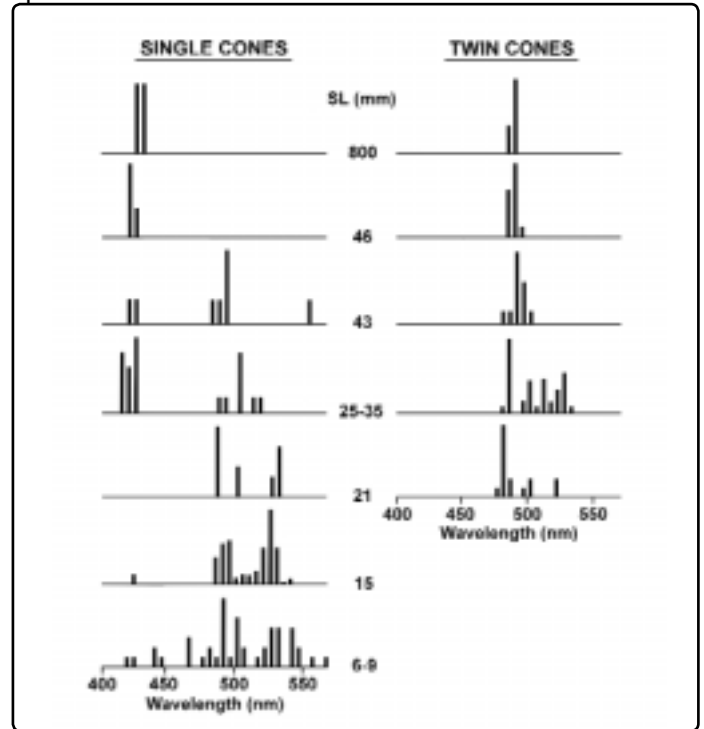 SINGLE CONES
TWIN CONES
SL (mm)
800
46
43
25-35
21
400 450 500 550
Wavelength (nm)
15
6-9
400 450 500 550
Wavelength (nm)